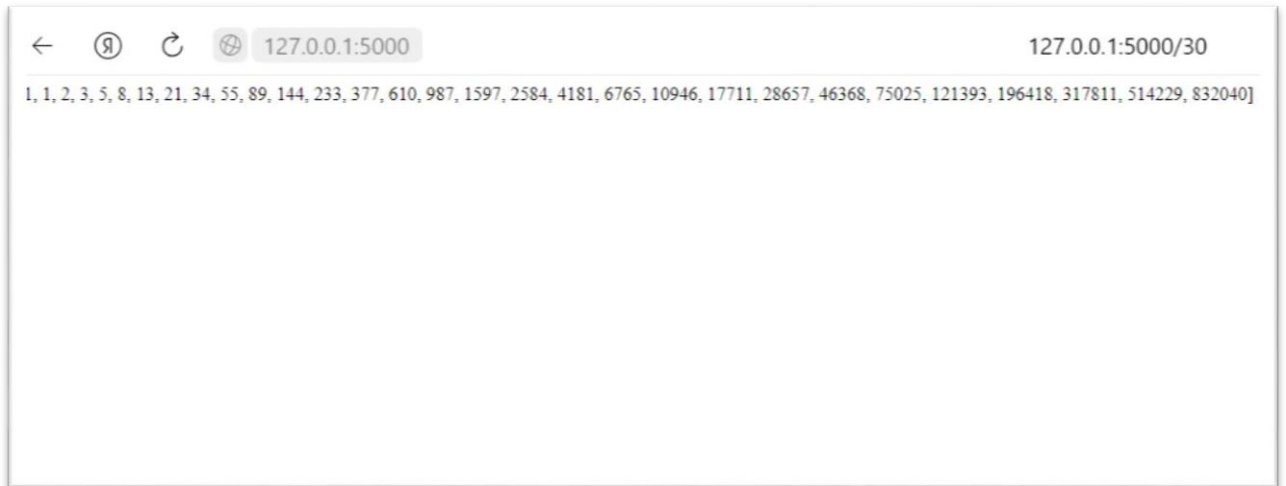 Я 127.0.0.1:5000 127.0.0.1:5000/30
1, 1, 2, 3, 5, 8, 13, 21, 34, 55, 89, 144, 233, 377, 610, 987, 1597, 2584, 4181, 6765, 10946, 17711, 28657, 46368, 75025, 121393, 196418, 317811, 514229, 832040]